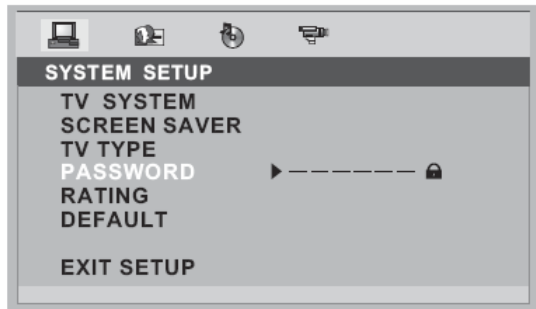 SYSTEM SETUP
TV SYSTEM
SCREEN SAVER
TV TYPE
PASSWORD
RATING
DEFAULT
EXIT SETUP